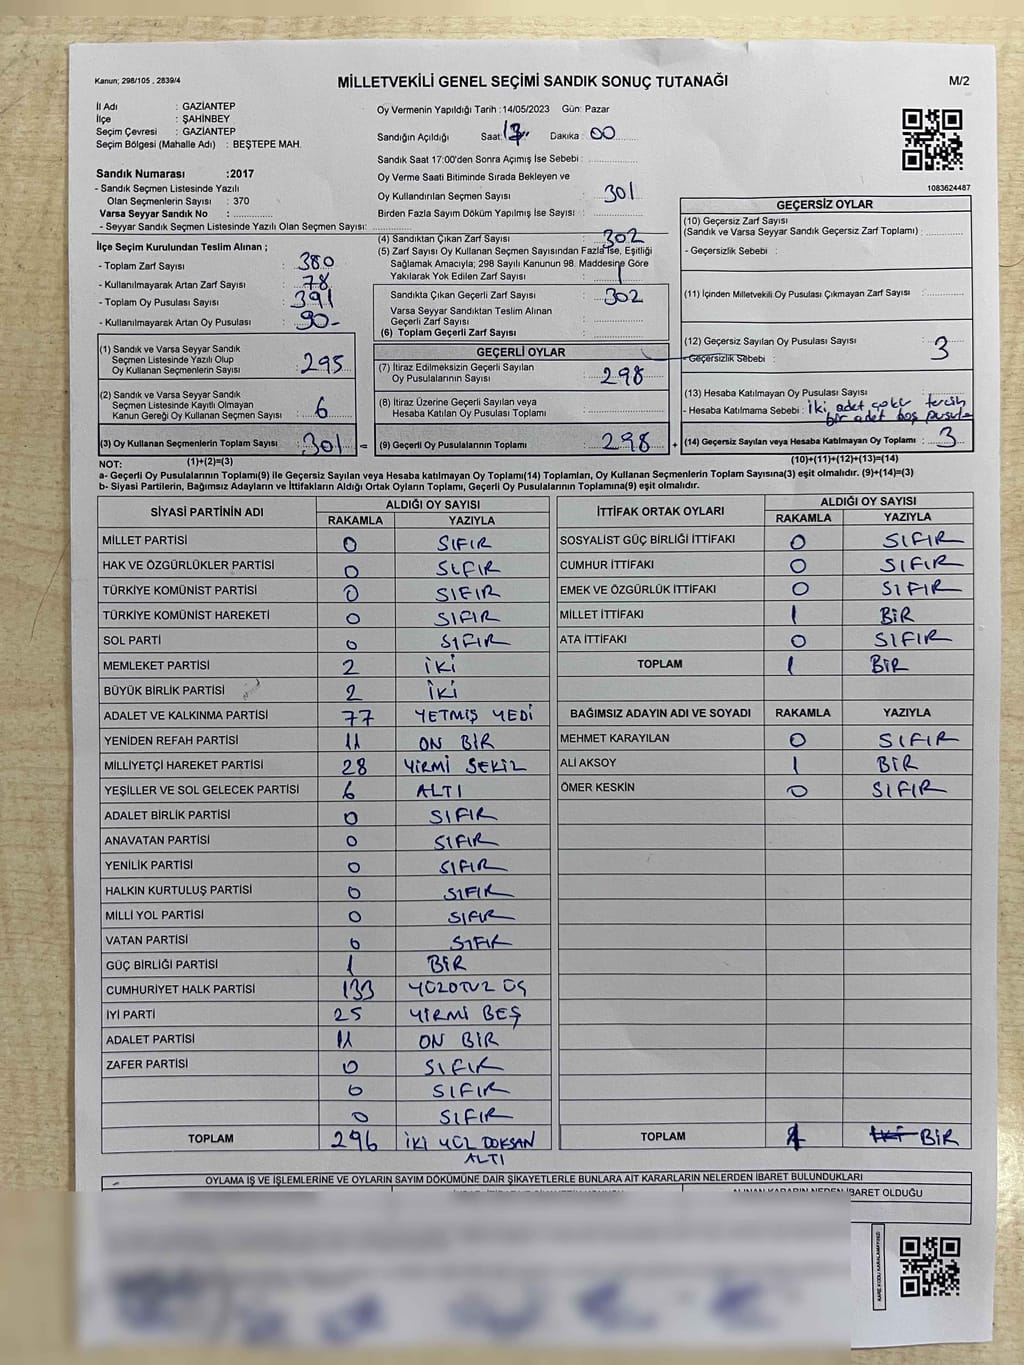 Kanun; 298/105 , 2839/4
MİLLETVEKİLİ GENEL SEÇİMİ SANDIK SONUÇ TUTANAĞI
M/2
İl Adı : GAZİANTEP
İlçe : ŞAHİNBEY
Seçim Çevresi : GAZİANTEP
Seçim Bölgesi (Mahalle Adı) : BEŞTEPE MAH.
Sandık Numarası :2017
- Sandık Seçmen Listesinde Yazılı
Olan Seçmenlerin Sayısı : 370
Varsa Seyyar Sandık No : ..............
- Seyyar Sandık Seçmen Listesinde Yazılı Olan Seçmen Sayısı: ..............
Oy Vermenin Yapıldığı Tarih :14/05/2023 Gün: Pazar
Sandığın Açıldığı Saat: Dakika : 00
Sandık Saat 17:00'den Sonra Açımış İse Sebebi : ..............
Oy Verme Saati Bitiminde Sırada Bekleyen ve
Oy Kullandırılan Seçmen Sayısı : 301
Birden Fazla Sayım Döküm Yapılmış İse Sayısı : ..............
1083624487
İlçe Seçim Kurulundan Teslim Alınan ;
- Toplam Zarf Sayısı : 380
- Kullanılmayarak Artan Zarf Sayısı : 78
- Toplam Oy Pusulası Sayısı : 391
- Kullanılmayarak Artan Oy Pusulası : 90-
(1) Sandık ve Varsa Seyyar Sandık
Seçmen Listesinde Yazılı Olup
Oy Kullanan Seçmenlerin Sayısı : 295
(2) Sandık ve Varsa Seyyar Sandık
Seçmen Listesinde Kayıtlı Olmayan
Kanun Gereği Oy Kullanan Seçmen Sayısı : 6
(3) Oy Kullanan Seçmenlerin Toplam Sayısı : 301 =
(1)+(2)=(3)
(4) Sandıktan Çıkan Zarf Sayısı : 302
(5) Zarf Sayısı Oy Kullanan Seçmen Sayısından Fazla İse, Eşitliği
Sağlamak Amacıyla; 298 Sayılı Kanunun 98. Maddesine Göre
Yakılarak Yok Edilen Zarf Sayısı : 1
Sandıkta Çıkan Geçerli Zarf Sayısı : 302
Varsa Seyyar Sandıktan Teslim Alınan
Geçerli Zarf Sayısı : ..............
(6) Toplam Geçerli Zarf Sayısı : ..............
GEÇERLİ OYLAR
(7) İtiraz Edilmeksizin Geçerli Sayılan
Oy Pusulalarının Sayısı : 298
(8) İtiraz Üzerine Geçerli Sayılan veya
Hesaba Katılan Oy Pusulası Toplamı : ..............
(9) Geçerli Oy Pusulalarının Toplamı : 298 +
GEÇERSİZ OYLAR
(10) Geçersiz Zarf Sayısı
(Sandık ve Varsa Seyyar Sandık Geçersiz Zarf Toplamı) : ..............
- Geçersizlik Sebebi :
(11) İçinden Milletvekili Oy Pusulası Çıkmayan Zarf Sayısı : ..............
(12) Geçersiz Sayılan Oy Pusulası Sayısı : 3
- Geçersizlik Sebebi :
(13) Hesaba Katılmayan Oy Pusulası Sayısı : ..............
- Hesaba Katılmama Sebebi : İki adet çoklu tercih
bir adet boş pusula
(14) Geçersiz Sayılan veya Hesaba Katılmayan Oy Toplamı : 3
(10)+(11)+(12)+(13)=(14)
NOT:
a- Geçerli Oy Pusulalarının Toplamı(9) ile Geçersiz Sayılan veya Hesaba katılmayan Oy Toplamı(14) Toplamları, Oy Kullanan Seçmenlerin Toplam Sayısına(3) eşit olmalıdır. (9)+(14)=(3)
b- Siyasi Partilerin, Bağımsız Adayların ve İttifakların Aldığı Ortak Oyların Toplamı, Geçerli Oy Pusulalarının Toplamına(9) eşit olmalıdır.
SİYASİ PARTİNİN ADI ALDIĞI OY SAYISI
RAKAMLA YAZIYLA
MİLLET PARTİSİ 0 SIFIR
HAK VE ÖZGÜRLÜKLER PARTİSİ 0 SIFIR
TÜRKİYE KOMÜNİST PARTİSİ 0 SIFIR
TÜRKİYE KOMÜNİST HAREKETİ 0 SIFIR
SOL PARTİ 0 SIFIR
MEMLEKET PARTİSİ 2 İKİ
BÜYÜK BİRLİK PARTİSİ 2 İKİ
ADALET VE KALKINMA PARTİSİ 77 YETMİŞ YEDİ
YENİDEN REFAH PARTİSİ 11 ON BİR
MİLLİYETÇİ HAREKET PARTİSİ 28 YİRMİ SEKİZ
YEŞİLLER VE SOL GELECEK PARTİSİ 6 ALTI
ADALET BİRLİK PARTİSİ 0 SIFIR
ANAVATAN PARTİSİ 0 SIFIR
YENİLİK PARTİSİ 0 SIFIR
HALKIN KURTULUŞ PARTİSİ 0 SIFIR
MİLLİ YOL PARTİSİ 0 SIFIR
VATAN PARTİSİ 0 SIFIR
GÜÇ BİRLİĞİ PARTİSİ 1 BİR
CUMHURİYET HALK PARTİSİ 133 YÜZOTUZ ÜÇ
İYİ PARTİ 25 YİRMİ BEŞ
ADALET PARTİSİ 11 ON BİR
ZAFER PARTİSİ 0 SIFIR
0 SIFIR
0 SIFIR
TOPLAM 296 İKİ YÜZ DOKSAN
ALTI
İTTİFAK ORTAK OYLARI ALDIĞI OY SAYISI
RAKAMLA YAZIYLA
SOSYALİST GÜÇ BİRLİĞİ İTTİFAKI 0 SIFIR
CUMHUR İTTİFAKI 0 SIFIR
EMEK VE ÖZGÜRLÜK İTTİFAKI 0 SIFIR
MİLLET İTTİFAKI 1 BİR
ATA İTTİFAKI 0 SIFIR
TOPLAM 1 BİR
BAĞIMSIZ ADAYIN ADI VE SOYADI RAKAMLA YAZIYLA
MEHMET KARAYILAN 0 SIFIR
ALİ AKSOY 1 BİR
ÖMER KESKİN 0 SIFIR
TOPLAM 1 İKİ BİR
OYLAMA İŞ VE İŞLEMLERİNE VE OYLARIN SAYIM DÖKÜMÜNE DAİR ŞİKAYETLERLE BUNLARA AİT KARARLARIN NELERDEN İBARET BULUNDUKLARI
ALINAN KARARIN NEDEN İBARET OLDUĞU